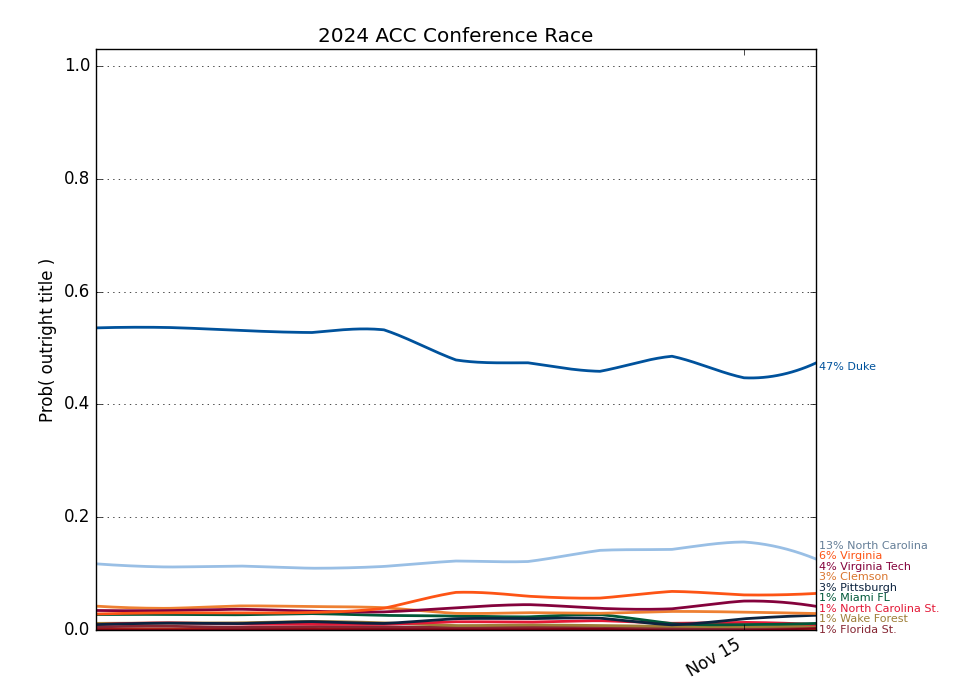 2024 ACC Conference Race
Prob( outright title )
1.0
0.8
0.6
0.4
0.2
0.0
Nov 15
47% Duke
13% North Carolina
6% Virginia
4% Virginia Tech
3% Clemson
3% Pittsburgh
1% Miami FL
1% North Carolina St.
1% Wake Forest
1% Florida St.